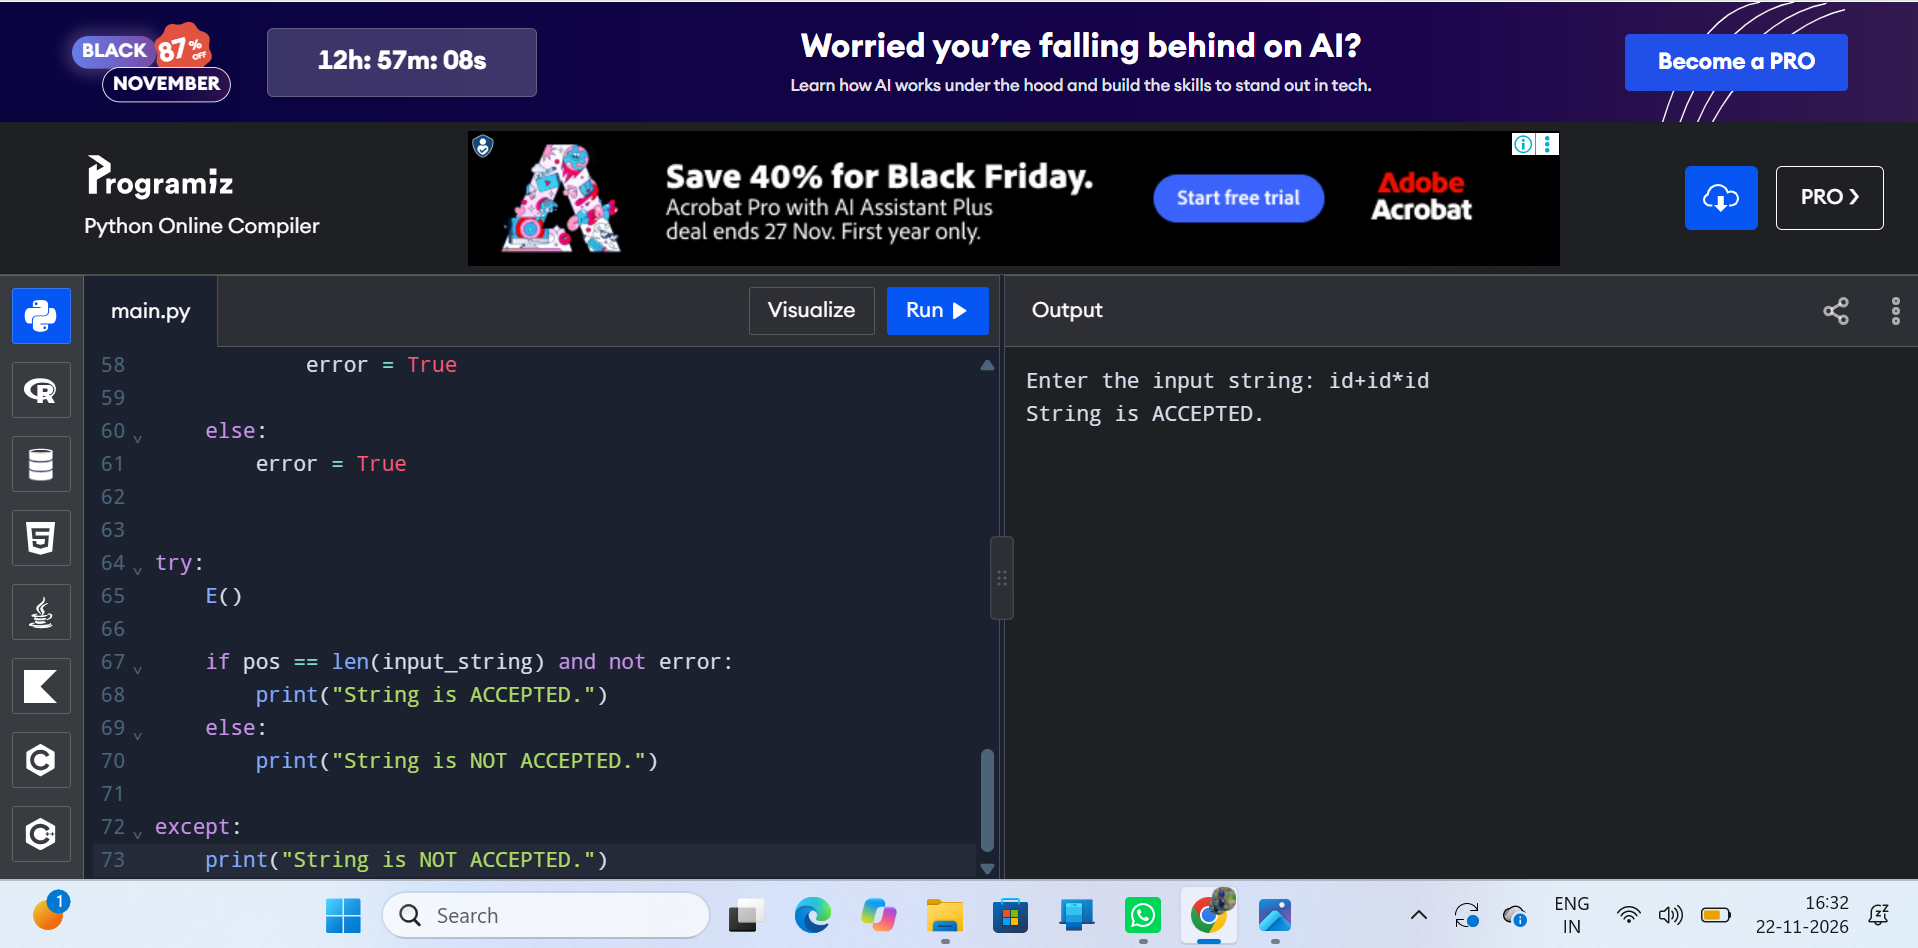 BLACK 87% OFF
NOVEMBER
12h: 57m: 08s
Worried you're falling behind on AI?
Learn how AI works under the hood and build the skills to stand out in tech.
Become a PRO
Programiz
Python Online Compiler
Save 40% for Black Friday.
Acrobat Pro with AI Assistant Plus
deal ends 27 Nov. First year only.
Start free trial
Adobe
Acrobat
PRO
main.py
Visualize
Run
58             error = True
59
60     else:
61         error = True
62
63
64 try:
65     E()
66
67     if pos == len(input_string) and not error:
68         print("String is ACCEPTED.")
69     else:
70         print("String is NOT ACCEPTED.")
71
72 except:
73     print("String is NOT ACCEPTED.")
Output
Enter the input string: id+id*id
String is ACCEPTED.
1
Search
ENG
IN
16:32
22-11-2026